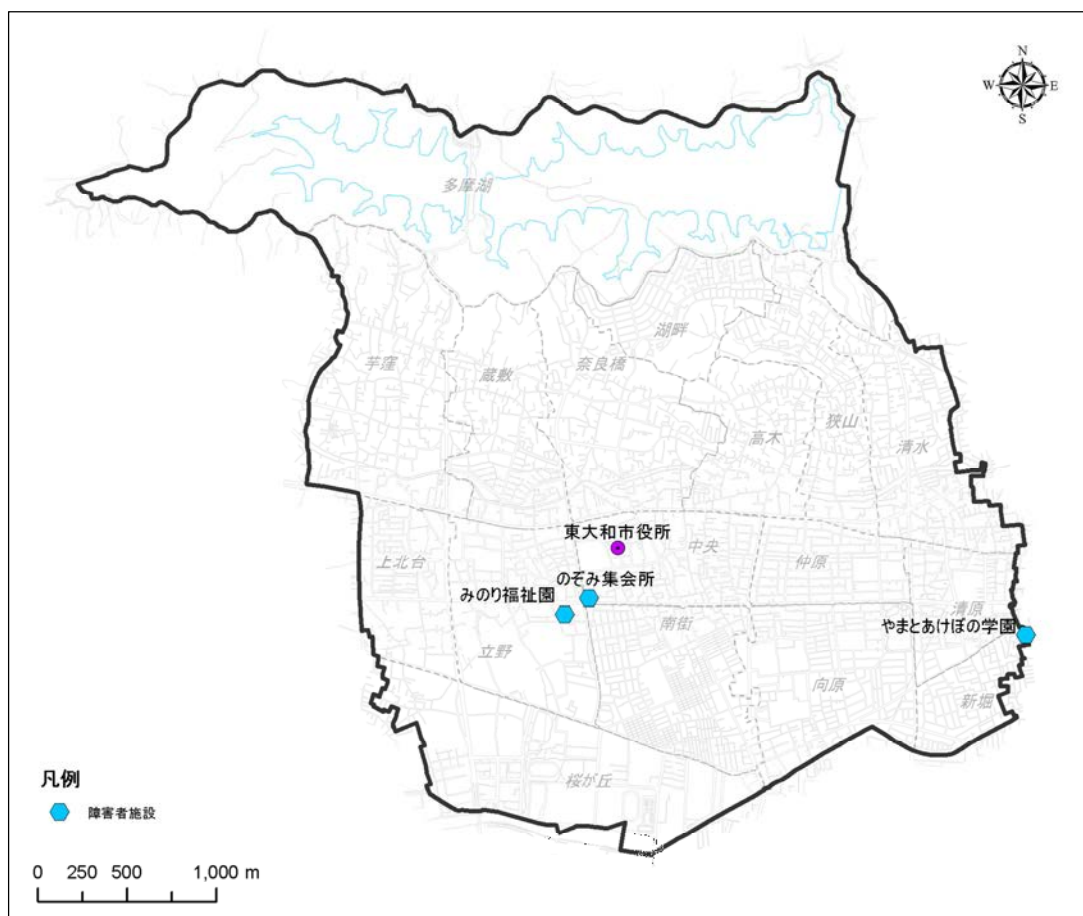 N
W E
S
多摩湖
湖畔
芋窪
蔵敷
奈良橋
高木
狭山
清水
東大和市役所
中央
上北台
仲原
のぞみ集会所
みのり福祉園
清原
南街
やまとあけぼの学園
立野
向原
新堀
桜が丘
凡例
障害者施設
0 250 500 1,000 m